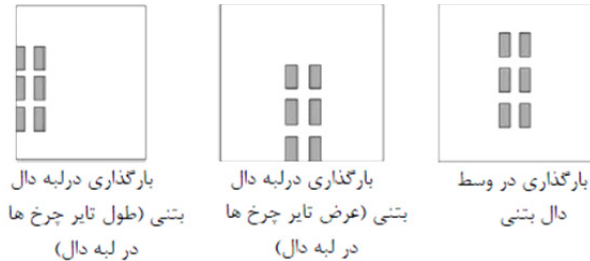 بارگذاری در وسط
دال بتنی
بارگذاری درلبه دال
بتنی (عرض تایر چرخ ها
در لبه دال)
بارگذاری درلبه دال
بتنی (طول تایر چرخ ها
در لبه دال)